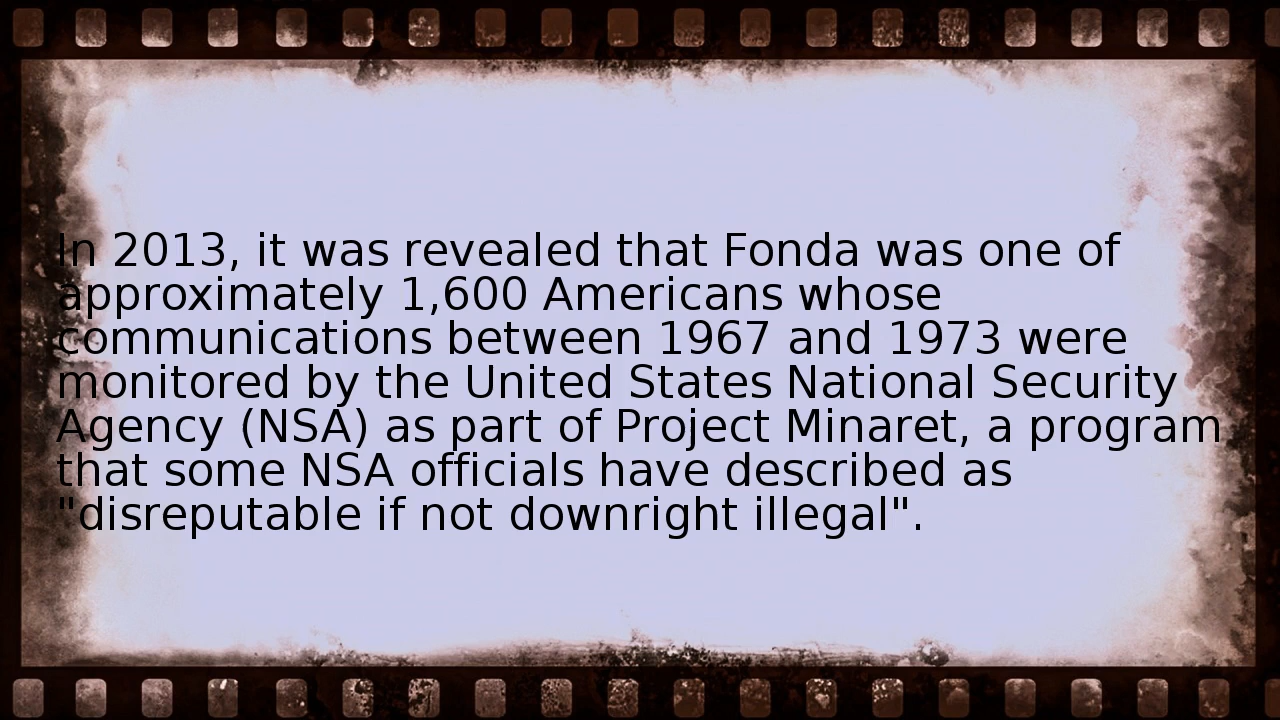 In 2013, it was revealed that Fonda was one of
approximately 1,600 Americans whose
communications between 1967 and 1973 were
monitored by the United States National Security
Agency (NSA) as part of Project Minaret, a program
that some NSA officials have described as
"disreputable if not downright illegal".